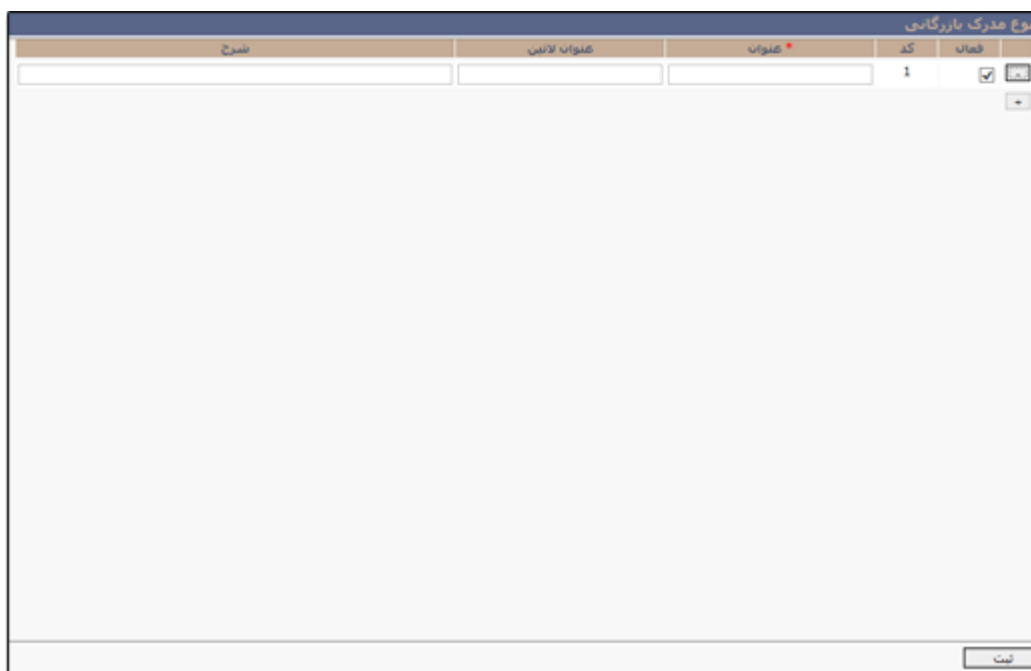 نوع مدرک بازرگانی
فعال کد * عنوان عنوان لاتین شرح
... 1
+
ثبت